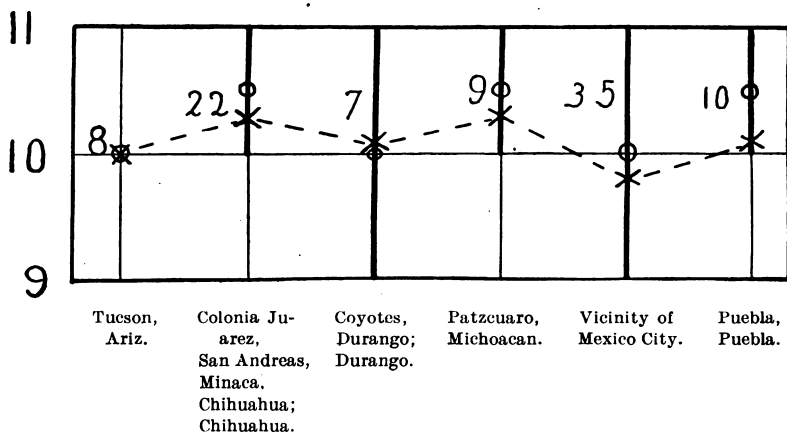 11
8
22
7
9
35
10
10
9
Tucson,
Ariz.
Colonia Ju-
arez,
San Andreas,
Minaca,
Chihuahua;
Chihuahua.
Coyotes,
Durango;
Durango.
Patzcuaro,
Michoacan.
Vicinity of
Mexico City.
Puebla,
Puebla.